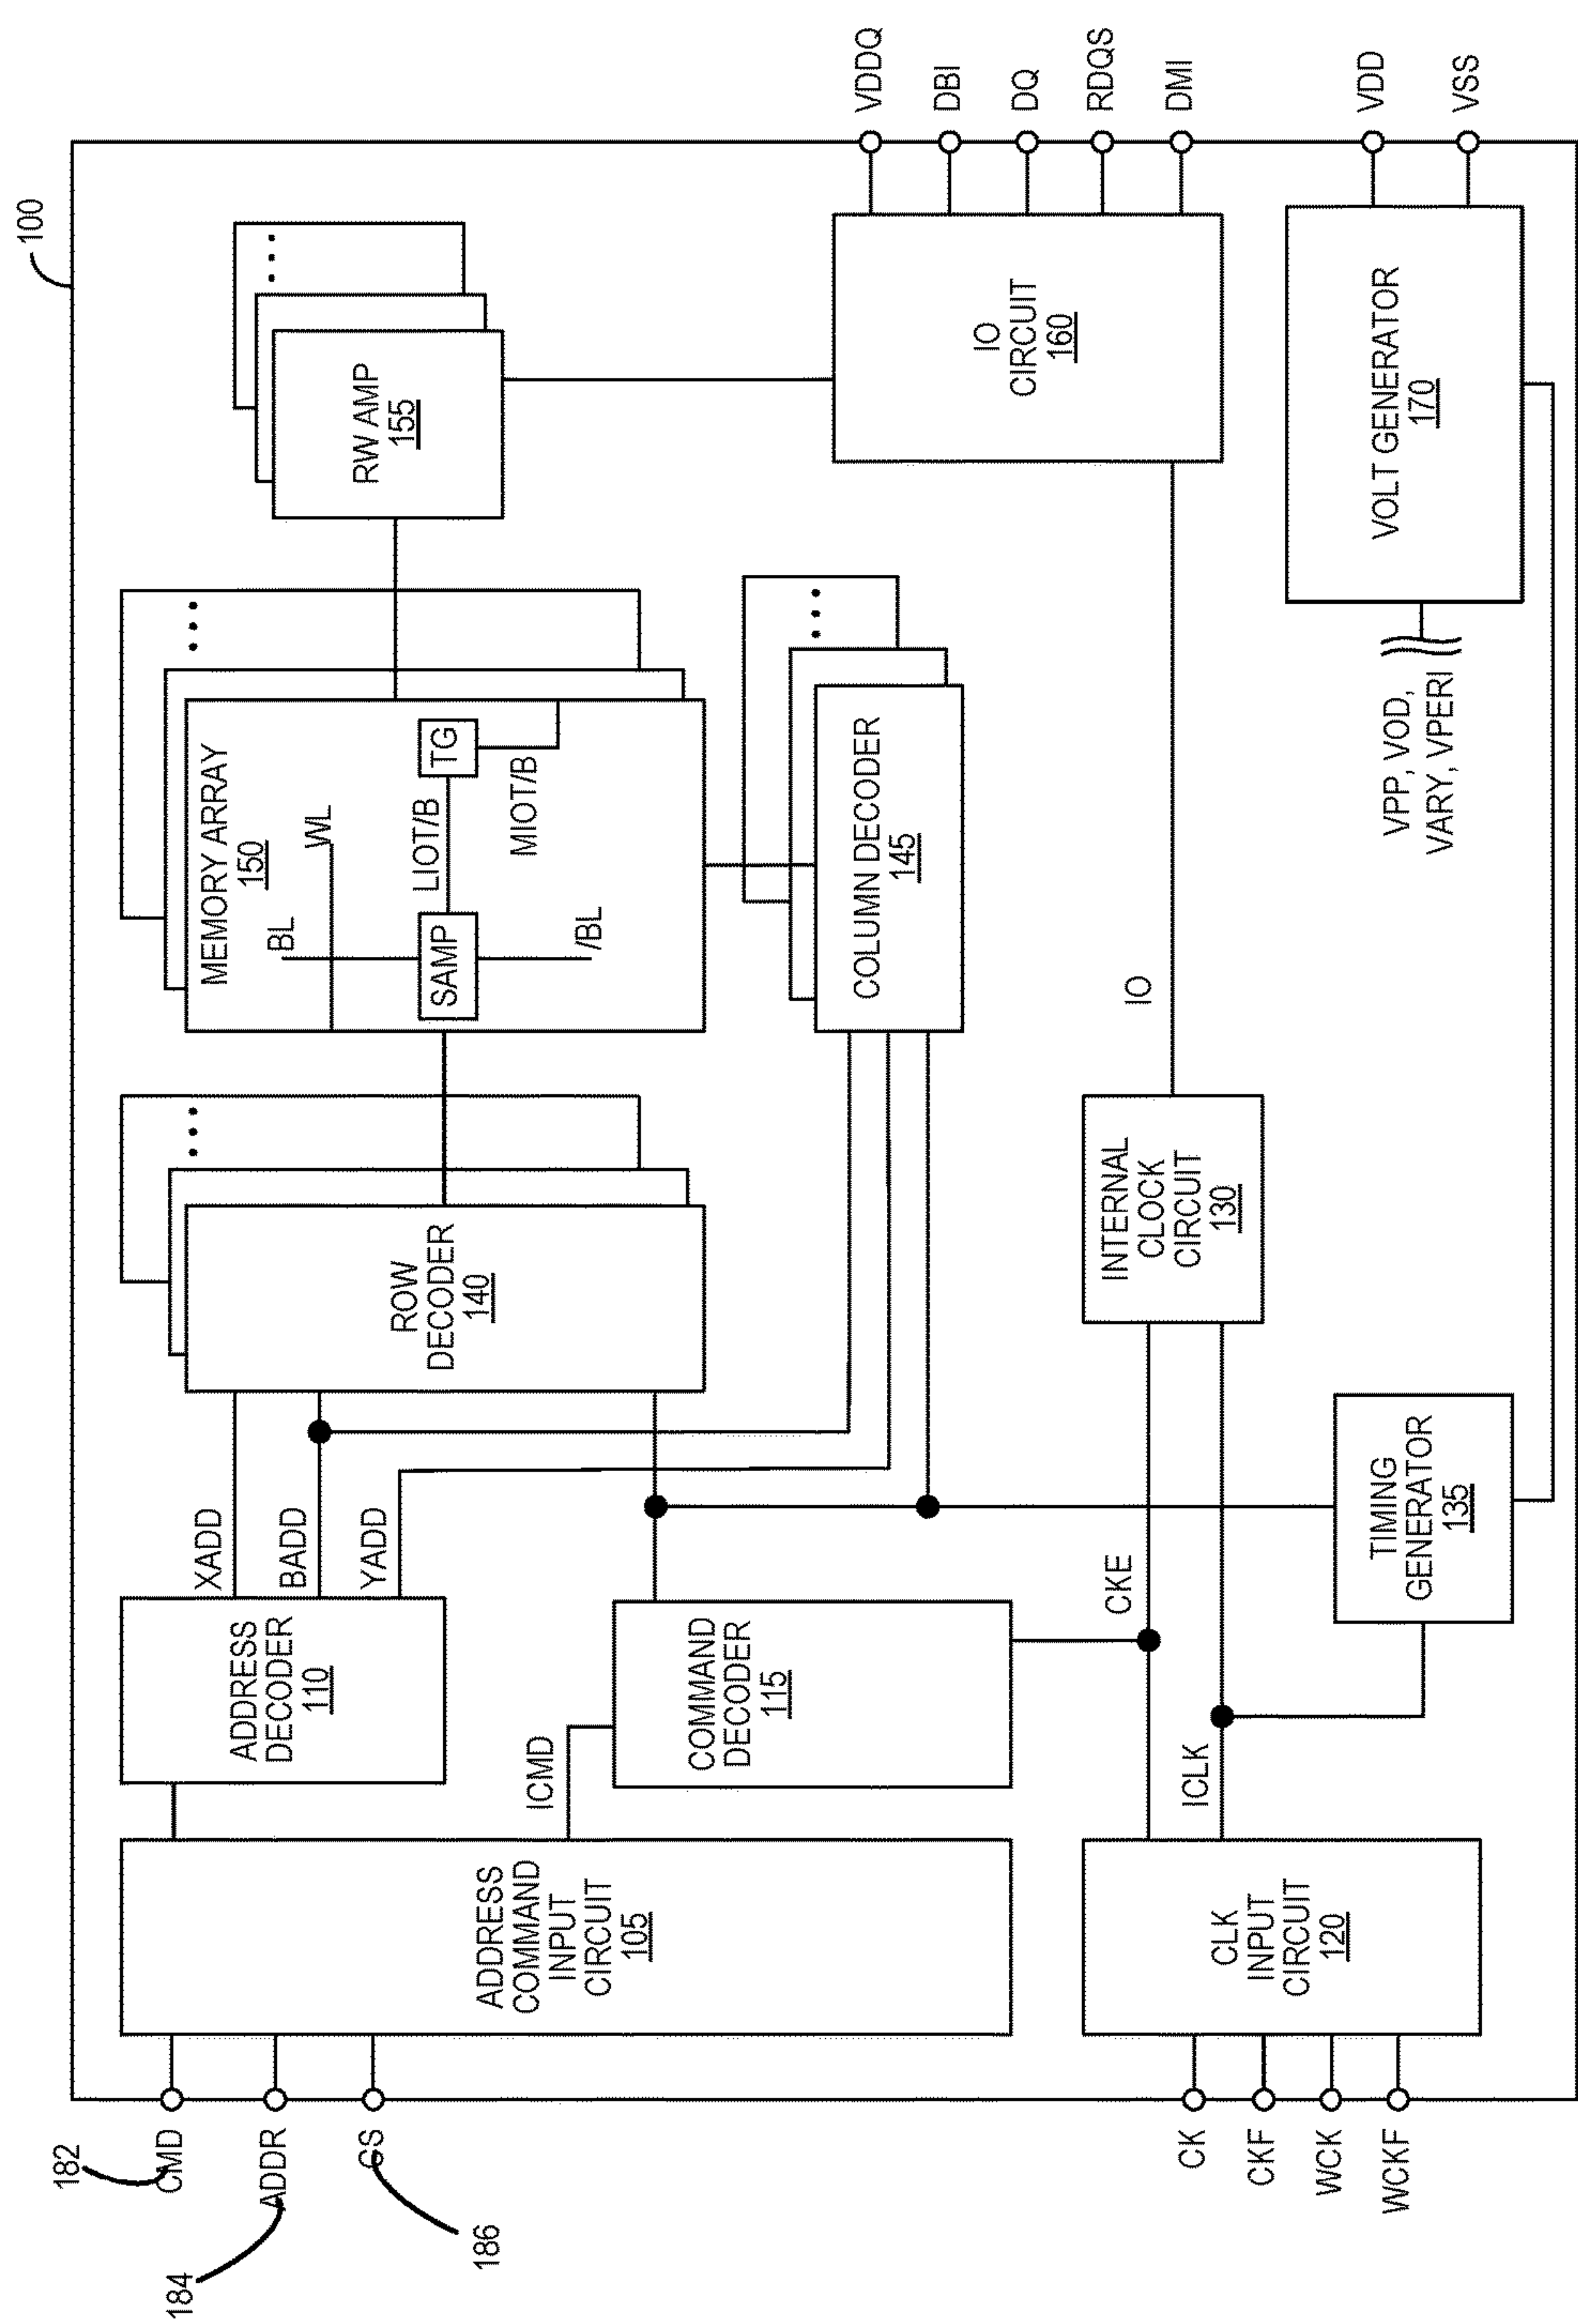 100
182
CMD
184
ADDR
CS
186
CK
CKF
WCK
WCKF
ADDRESS
COMMAND
INPUT
CIRCUIT
105
CLK
INPUT
CIRCUIT
120
ADDRESS
DECODER
110
ICMD
COMMAND
DECODER
115
XADD
BADD
YADD
CKE
ICLK
TIMING
GENERATOR
135
ROW
DECODER
140
...
INTERNAL
CLOCK
CIRCUIT
130
IO
MEMORY ARRAY
150
BL
WL
SAMP
LIOT/B
TG
/BL
MIOT/B
...
COLUMN DECODER
145
...
RW AMP
155
...
IO
CIRCUIT
160
VPP, VOD,
VARY, VPERI
VOLT GENERATOR
170
VDDQ
DBI
DQ
RDQS
DMI
VDD
VSS